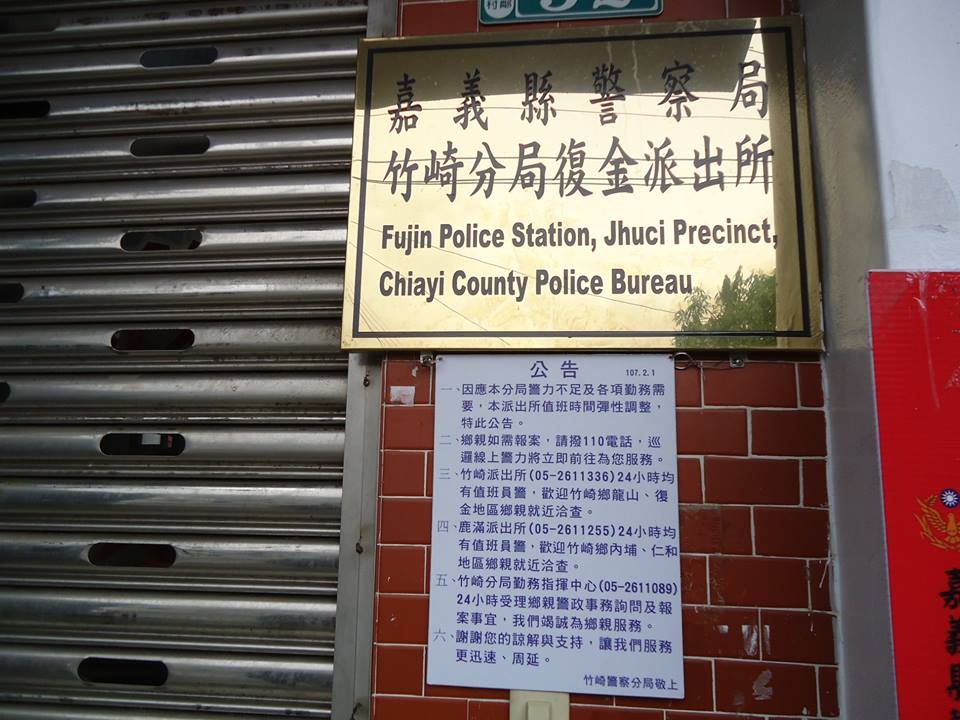 嘉義縣警察局
竹崎分局復金派出所
Fujin Police Station, Jhuci Precinct,
Chiayi County Police Bureau
公告 107.2.1
一、因應本分局警力不足及各項勤務需
要，本派出所值班時間彈性調整，
特此公告。
二、鄉親如需報案，請撥110電話，巡
邏線上警力將立即前往為您服務。
三、竹崎派出所(05-2611336)24小時均
有值班員警，歡迎竹崎鄉龍山、復
金地區鄉親就近洽查。
四、鹿滿派出所(05-2611255)24小時均
有值班員警，歡迎竹崎鄉內埔、仁和
地區鄉親就近洽查。
五、竹崎分局勤務指揮中心(05-2611089)
24小時受理鄉親警政事務詢問及報
案事宜，我們竭誠為鄉親服務。
六、謝謝您的諒解與支持，讓我們服務
更迅速、周延。
竹崎警察分局敬上
嘉義縣